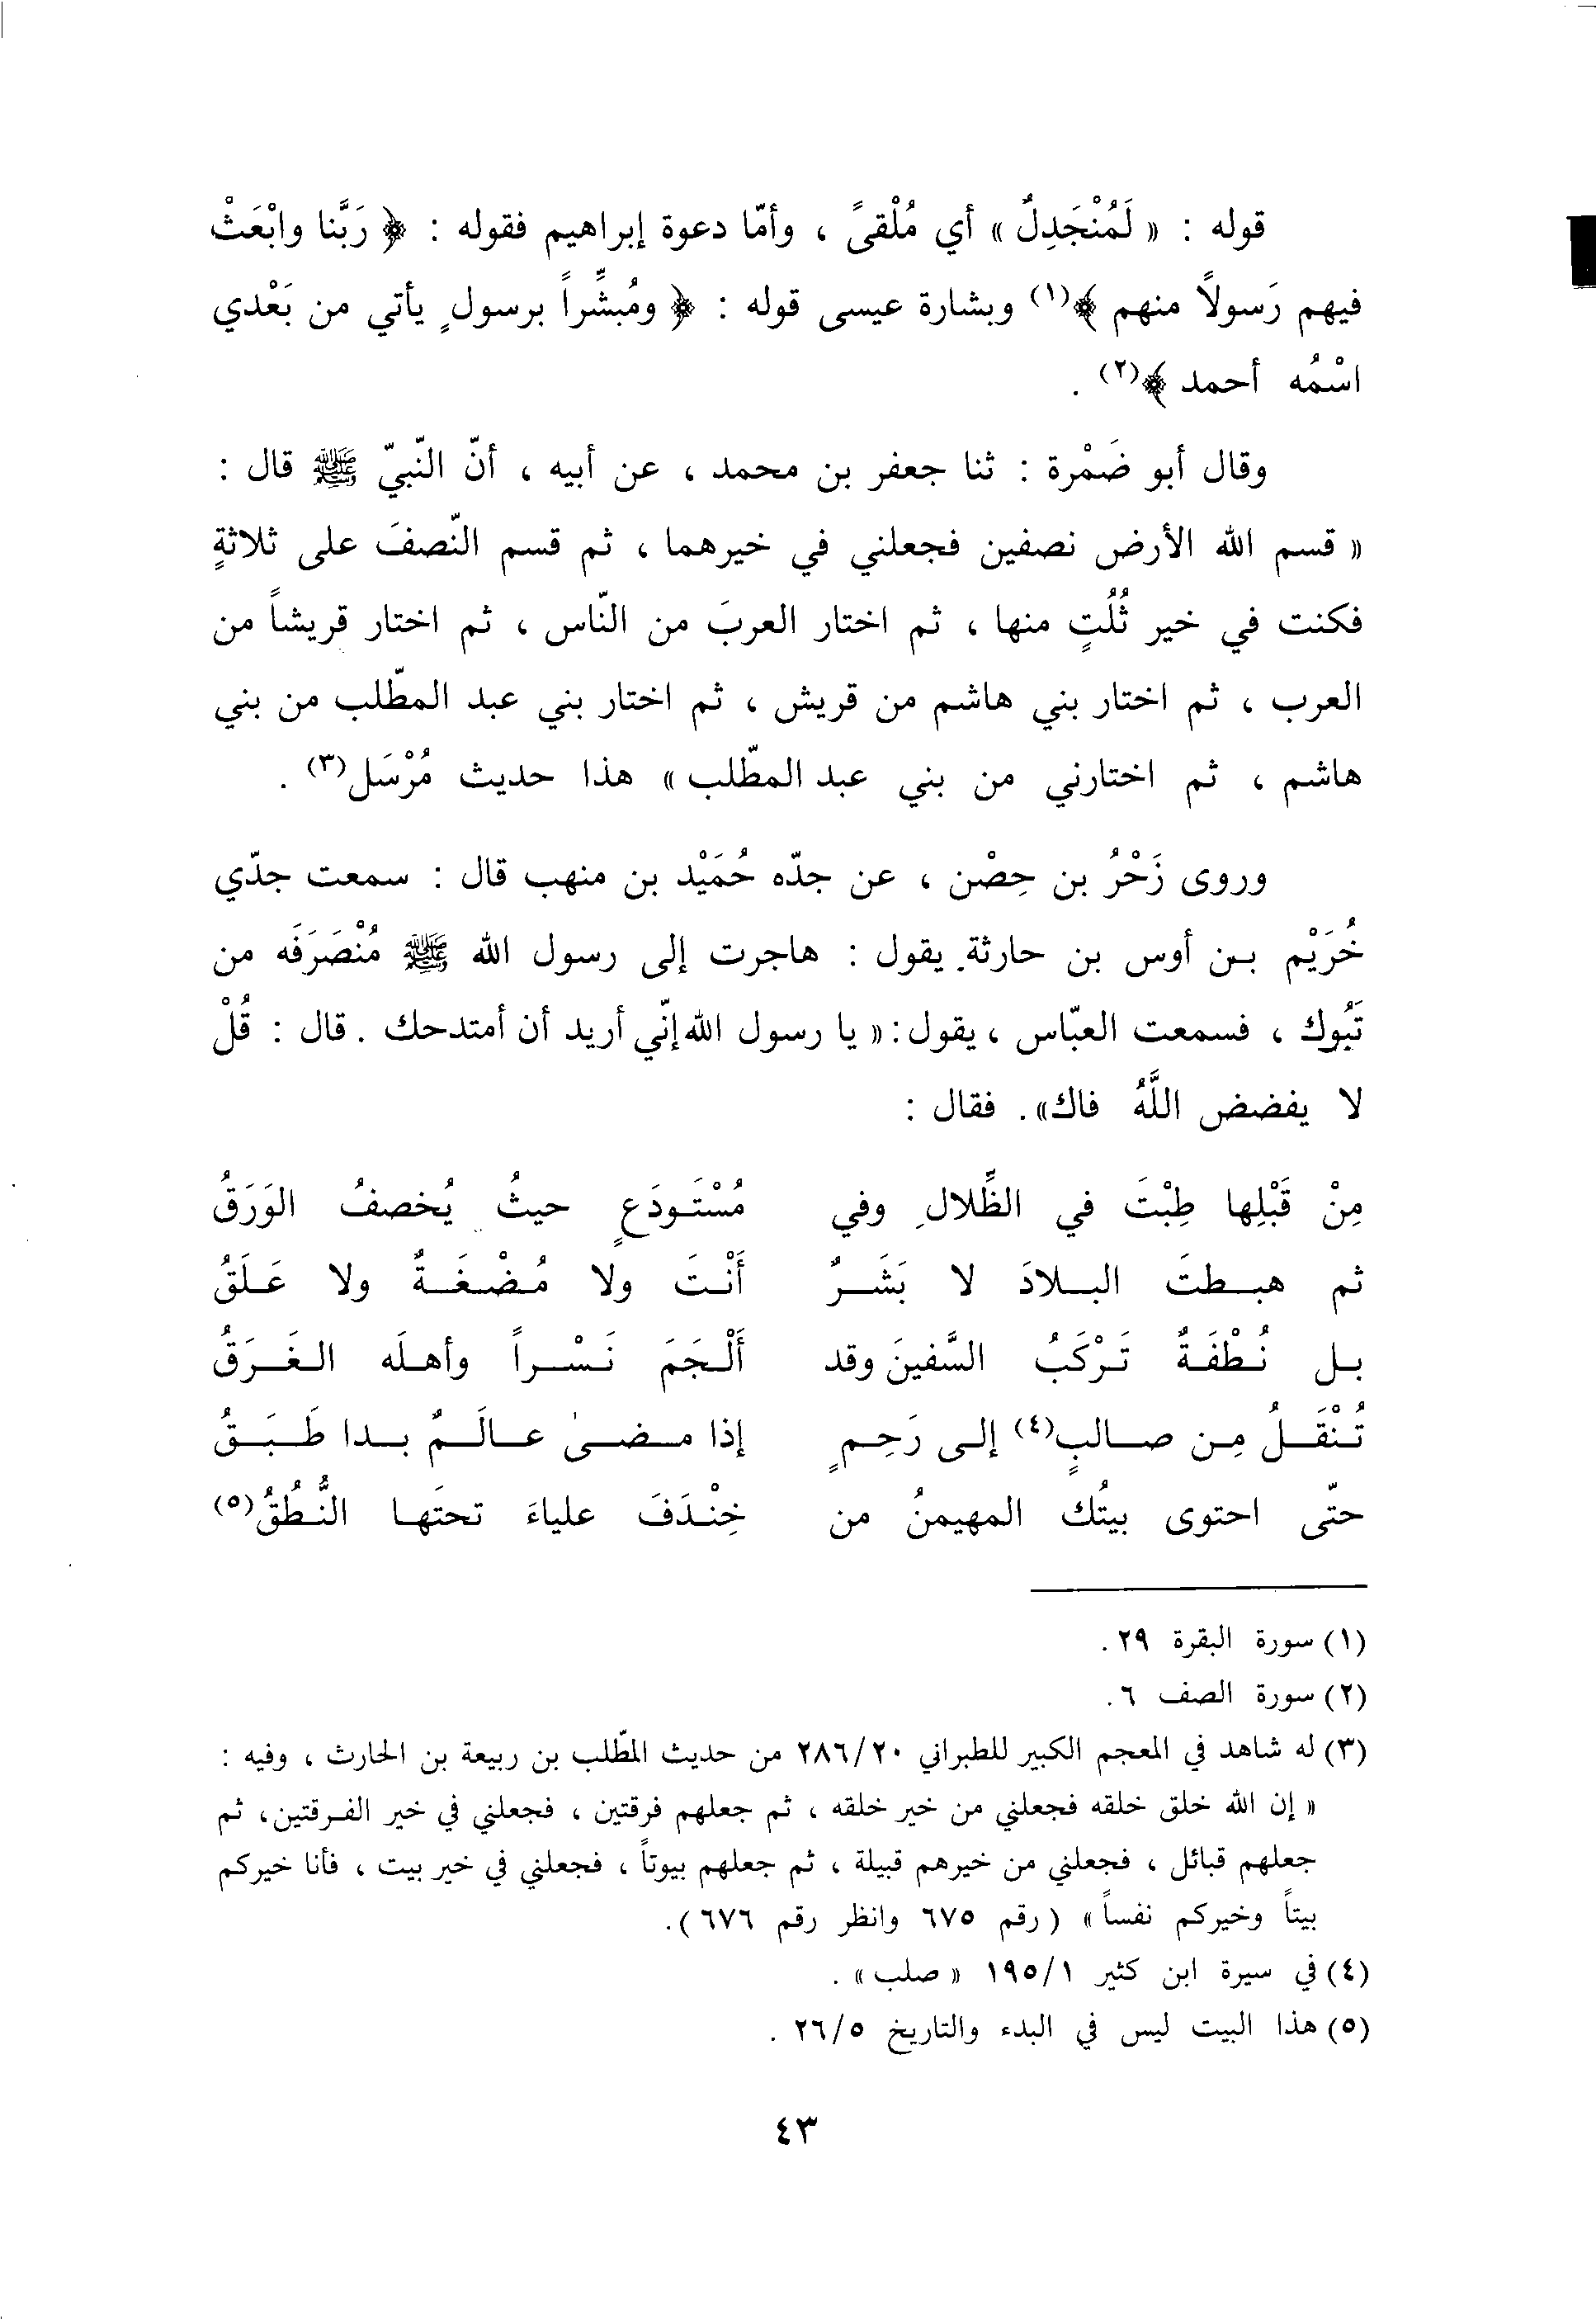 قوله : « لَمُنْجَدِلٌ » أي مُلْقىً ، وأمّا دعوة إبراهيم فقوله : ﴿ رَبَّنا وابْعَثْ
فيهم رَسولاً منهم ﴾(١) وبشارة عيسى قوله : ﴿ ومُبشِّراً برسولٍ يأتي من بَعْدي
اسْمُه أحمد ﴾(٢) .
وقال أبو ضَمْرة : ثنا جعفر بن محمد ، عن أبيه ، أنّ النّبيّ ﷺ قال :
« قسم الله الأرض نصفين فجعلني في خيرهما ، ثم قسم النّصفَ على ثلاثةٍ
فكنت في خير ثُلُثٍ منها ، ثم اختار العربَ من النّاس ، ثم اختار قريشاً من
العرب ، ثم اختار بني هاشم من قريش ، ثم اختار بني عبد المطّلب من بني
هاشم ، ثم اختارني من بني عبد المطّلب » هذا حديث مُرْسَل(٣) .
وروى زَحْرُ بن حِصْن ، عن جدّه حُمَيْد بن منهب قال : سمعت جدّي
خُرَيْم بن أوس بن حارثة يقول : هاجرت إلى رسول الله ﷺ مُنْصَرَفَه من
تَبُوك ، فسمعت العبّاس ، يقول : « يا رسول الله إنّي أريد أن أمتدحك . قال : قُلْ
لا يفضض اللَّهُ فاك » . فقال :
مِنْ قَبْلِها طِبْتَ في الظِّلالِ وفي مُسْتَودَعٍ حيثُ يُخصفُ الوَرَقُ
ثم هبطتَ البلادَ لا بَشَرٌ أَنْتَ ولا مُضْغَةٌ ولا عَلَقُ
بل نُطْفَةٌ تَرْكَبُ السَّفينَ وقد أَلْجَمَ نَسْراً وأهلَه الغَرَقُ
تُنْقَلُ مِن صالبٍ(٤) إلى رَحِمٍ إذا مضى عالَمٌ بدا طَبَقُ
حتّى احتوى بيتُك المهيمنُ من خِنْدَفَ علياءَ تحتَها النُّطُقُ(٥)
(١) سورة البقرة ٢٩ .
(٢) سورة الصف ٦ .
(٣) له شاهد في المعجم الكبير للطبراني ٢٠/ ٢٨٦ من حديث المطّلب بن ربيعة بن الحارث ، وفيه :
« إن الله خلق خلقه فجعلني من خير خلقه ، ثم جعلهم فرقتين ، فجعلني في خير الفرقتين ، ثم
جعلهم قبائل ، فجعلني من خيرهم قبيلة ، ثم جعلهم بيوتاً ، فجعلني في خير بيت ، فأنا خيركم
بيتاً وخيركم نفساً » ( رقم ٦٧٥ وانظر رقم ٦٧٦ ) .
(٤) في سيرة ابن كثير ١/ ١٩٥ « صلب » .
(٥) هذا البيت ليس في البدء والتاريخ ٥/ ٢٦ .
٤٣